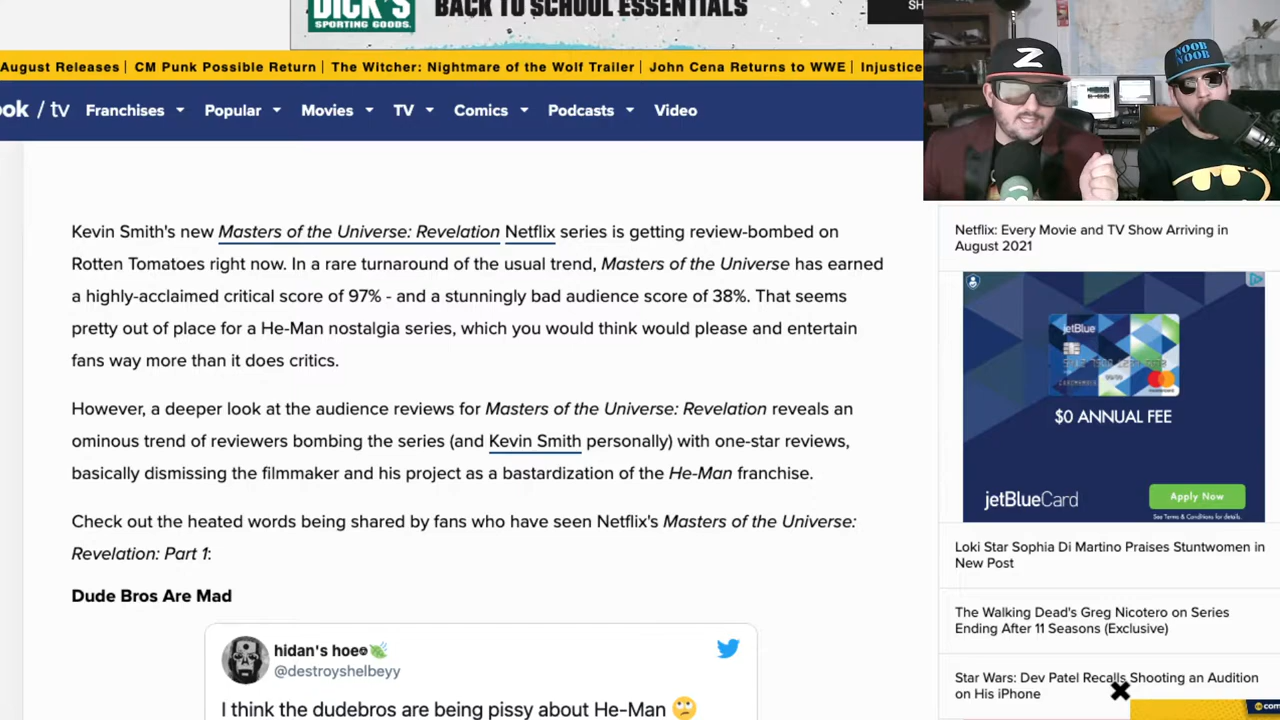 DICK'S
SPORTING GOODS.
BACK TO SCHOOL ESSENTIALS
SH
August Releases | CM Punk Possible Return | The Witcher: Nightmare of the Wolf Trailer | John Cena Returns to WWE | Injustice
ook / tv Franchises Popular Movies TV Comics Podcasts Video
Z
NOOB
NOOB
Kevin Smith's new Masters of the Universe: Revelation Netflix series is getting review-bombed on
Rotten Tomatoes right now. In a rare turnaround of the usual trend, Masters of the Universe has earned
a highly-acclaimed critical score of 97% - and a stunningly bad audience score of 38%. That seems
pretty out of place for a He-Man nostalgia series, which you would think would please and entertain
fans way more than it does critics.
However, a deeper look at the audience reviews for Masters of the Universe: Revelation reveals an
ominous trend of reviewers bombing the series (and Kevin Smith personally) with one-star reviews,
basically dismissing the filmmaker and his project as a bastardization of the He-Man franchise.
Check out the heated words being shared by fans who have seen Netflix's Masters of the Universe:
Revelation: Part 1:
Dude Bros Are Mad
hidan's hoe
@destroyshelbeyy
I think the dudebros are being pissy about He-Man 🙄
Netflix: Every Movie and TV Show Arriving in
August 2021
jetBlue
$0 ANNUAL FEE
jetBlueCard
Apply Now
See Terms & Conditions for details.
Loki Star Sophia Di Martino Praises Stuntwomen in
New Post
The Walking Dead's Greg Nicotero on Series
Ending After 11 Seasons (Exclusive)
Star Wars: Dev Patel Recalls Shooting an Audition
on His iPhone
com